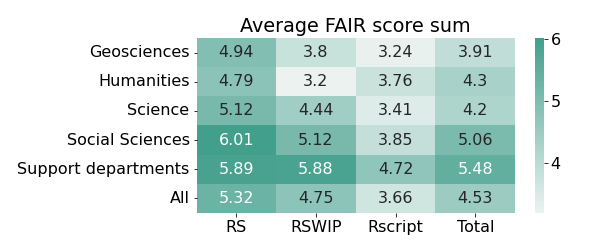 Average FAIR score sum
Geosciences 4.94 3.8 3.24 3.91
Humanities 4.79 3.2 3.76 4.3
Science 5.12 4.44 3.41 4.2
Social Sciences 6.01 5.12 3.85 5.06
Support departments 5.89 5.88 4.72 5.48
All 5.32 4.75 3.66 4.53
RS RSWIP Rscript Total
6
5
4